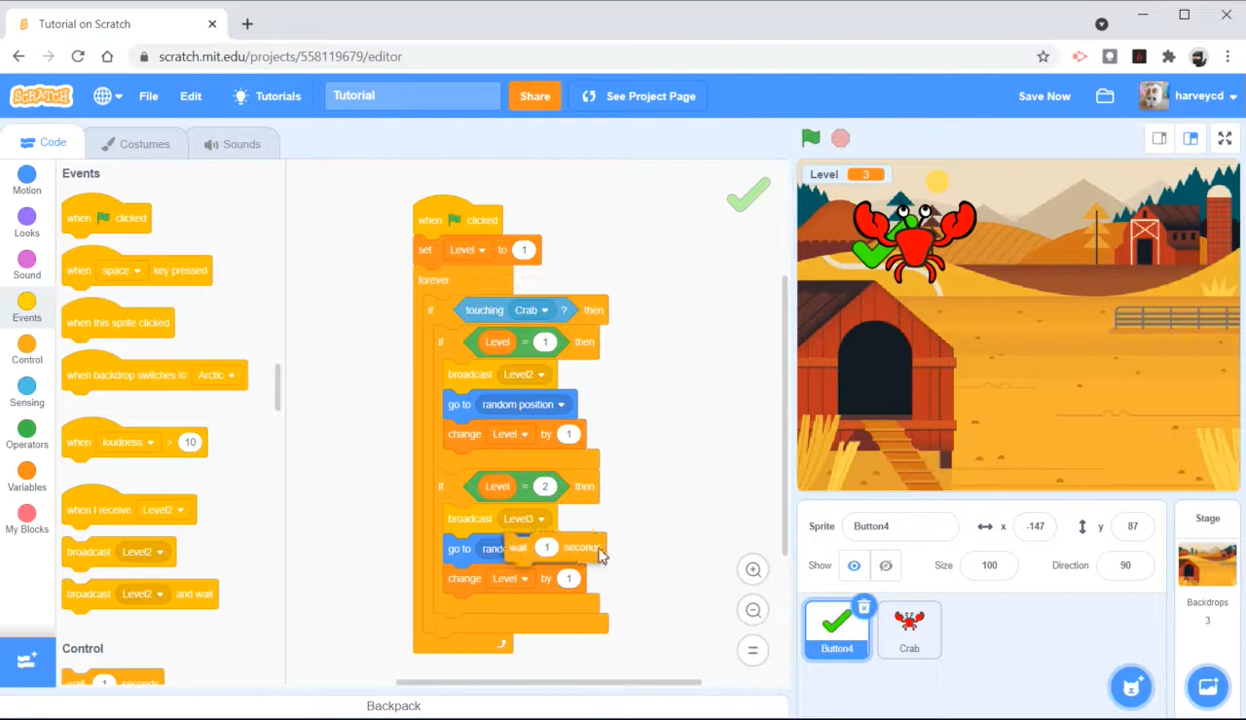 Tutorial on Scratch
scratch.mit.edu/projects/558119679/editor
SCRATCH
File
Edit
Tutorials
Tutorial
Share
See Project Page
Save Now
harveycd
Code
Costumes
Sounds
Motion
Looks
Sound
Events
Control
Sensing
Operators
Variables
My Blocks
Events
when clicked
when space key pressed
when this sprite clicked
when backdrop switches to Arctic
when loudness > 10
when I receive Level2
broadcast Level2
broadcast Level2 and wait
Control
wait 1 seconds
when clicked
set Level to 1
forever
if touching Crab ? then
if Level = 1 then
broadcast Level2
go to random position
change Level by 1
if Level = 2 then
broadcast Level3
go to
wait 1 seconds
change Level by 1
Backpack
Level 3
Sprite
Button4
x -147
y 87
Show
Size 100
Direction 90
Button4
Crab
Stage
Backdrops
3